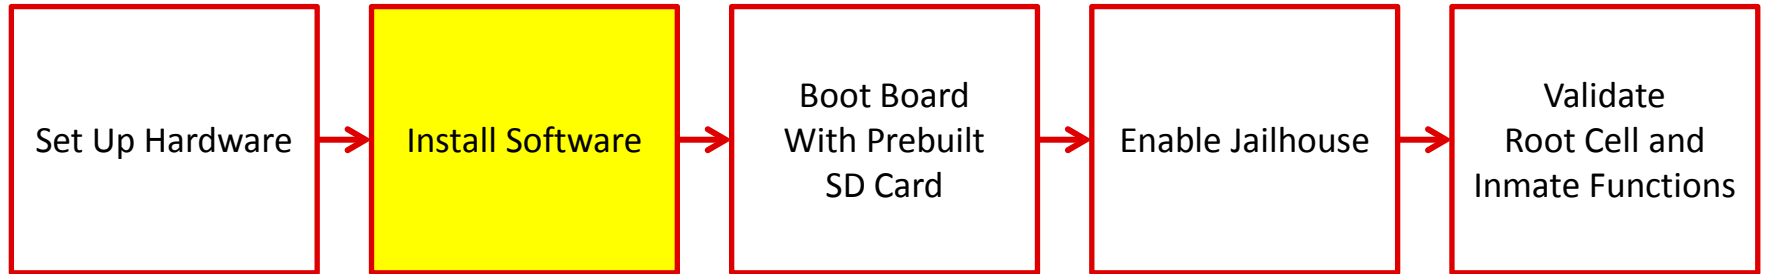 Set Up Hardware
Install Software
Boot Board
With Prebuilt
SD Card
Enable Jailhouse
Validate
Root Cell and
Inmate Functions